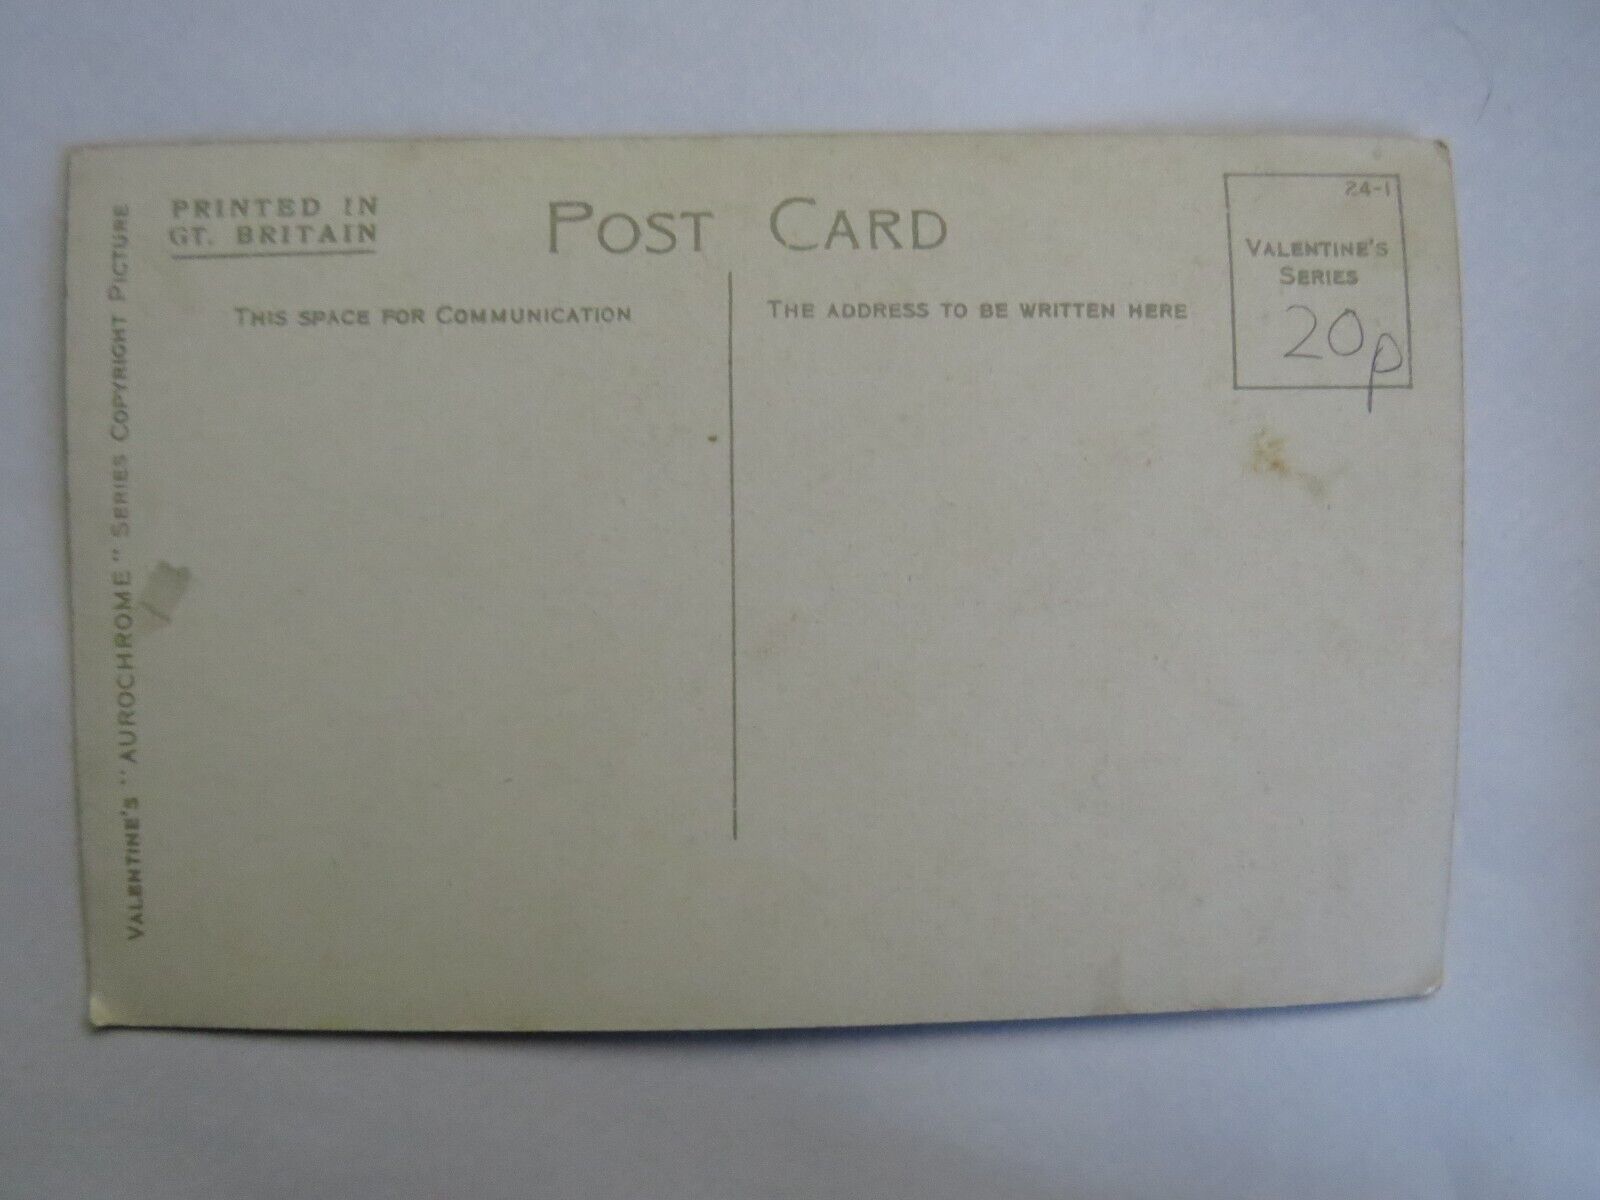 PRINTED IN
GT. BRITAIN
POST CARD
24-1
VALENTINE'S
SERIES
20p
THIS SPACE FOR COMMUNICATION
THE ADDRESS TO BE WRITTEN HERE
VALENTINE'S "AUROCHROME" SERIES COPYRIGHT PICTURE